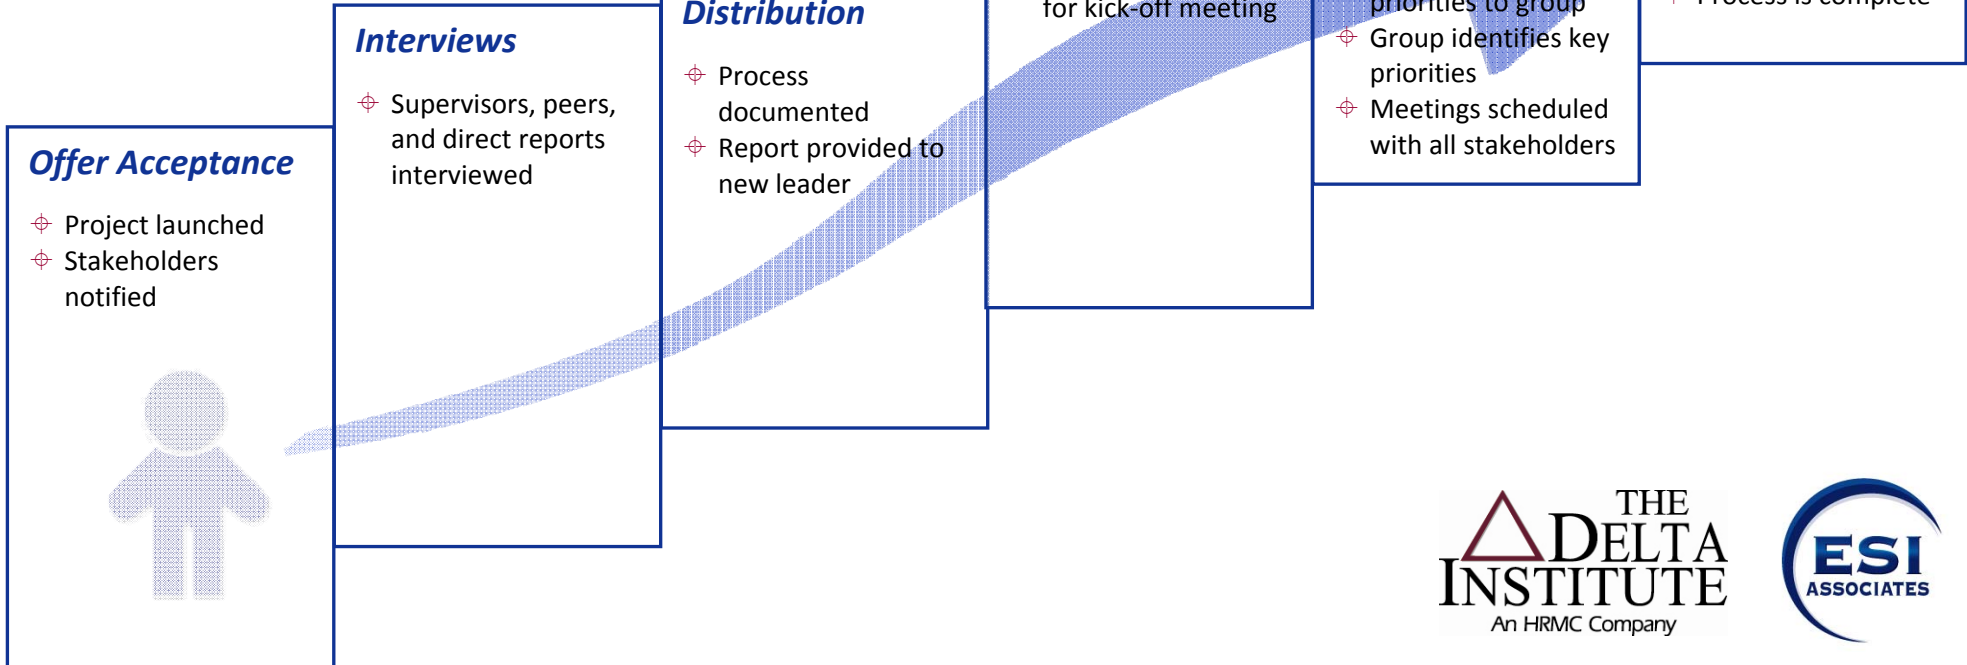 Offer Acceptance
Project launched
Stakeholders
notified
Interviews
Supervisors, peers,
and direct reports
interviewed
Distribution
Process
documented
Report provided to
new leader
for kick-off meeting
priorities to group
Group identifies key
priorities
Meetings scheduled
with all stakeholders
Process is complete
THE
DELTA
INSTITUTE
An HRMC Company
ESI
ASSOCIATES